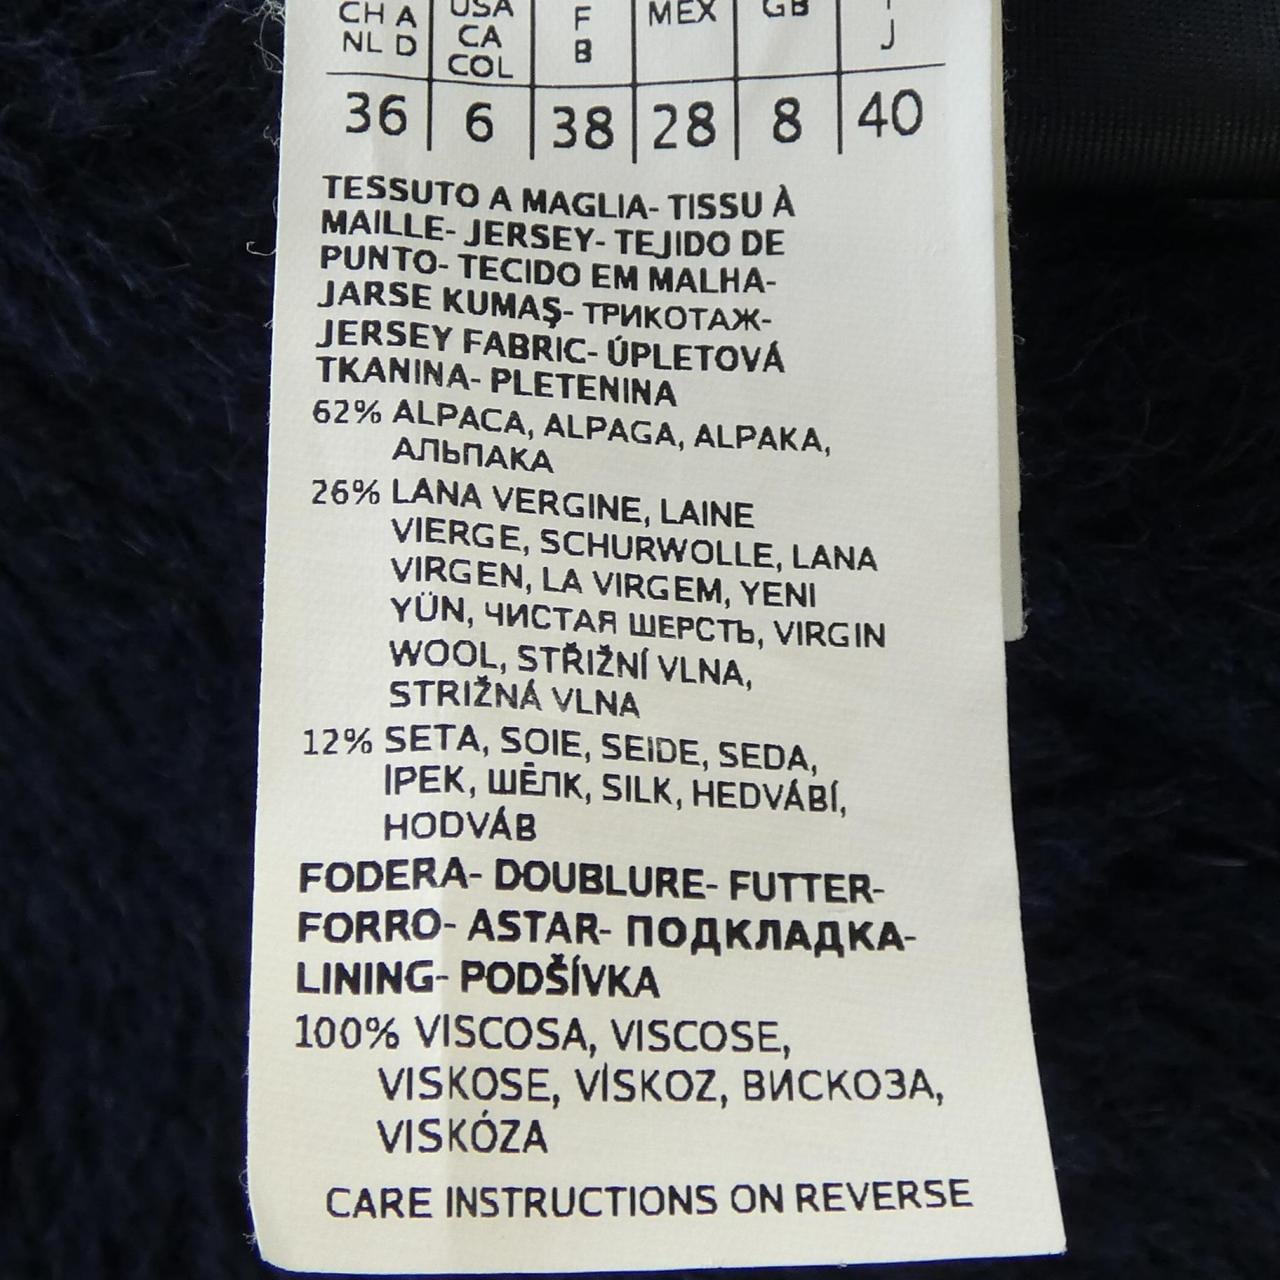 CH A USA F MEX GB
NL D CA B J
COL
36 6 38 28 8 40
TESSUTO A MAGLIA- TISSU À
MAILLE- JERSEY- TEJIDO DE
PUNTO- TECIDO EM MALHA-
JARSE KUMAŞ- ТРИКОТАЖ-
JERSEY FABRIC- ÚPLETOVÁ
TKANINA- PLETENINA
62% ALPACA, ALPAGA, ALPAKA,
АЛЬПАКА
26% LANA VERGINE, LAINE
VIERGE, SCHURWOLLE, LANA
VIRGEN, LA VIRGEM, YENI
YÜN, ЧИСТАЯ ШЕРСТЬ, VIRGIN
WOOL, STŘIŽNÍ VLNA,
STRIŽNÁ VLNA
12% SETA, SOIE, SEIDE, SEDA,
İPEK, ШЁЛК, SILK, HEDVÁBÍ,
HODVÁB
FODERA- DOUBLURE- FUTTER-
FORRO- ASTAR- ПОДКЛАДКА-
LINING- PODŠÍVKA
100% VISCOSA, VISCOSE,
VISKOSE, VİSKOZ, ВИСКОЗА,
VISKÓZA
CARE INSTRUCTIONS ON REVERSE